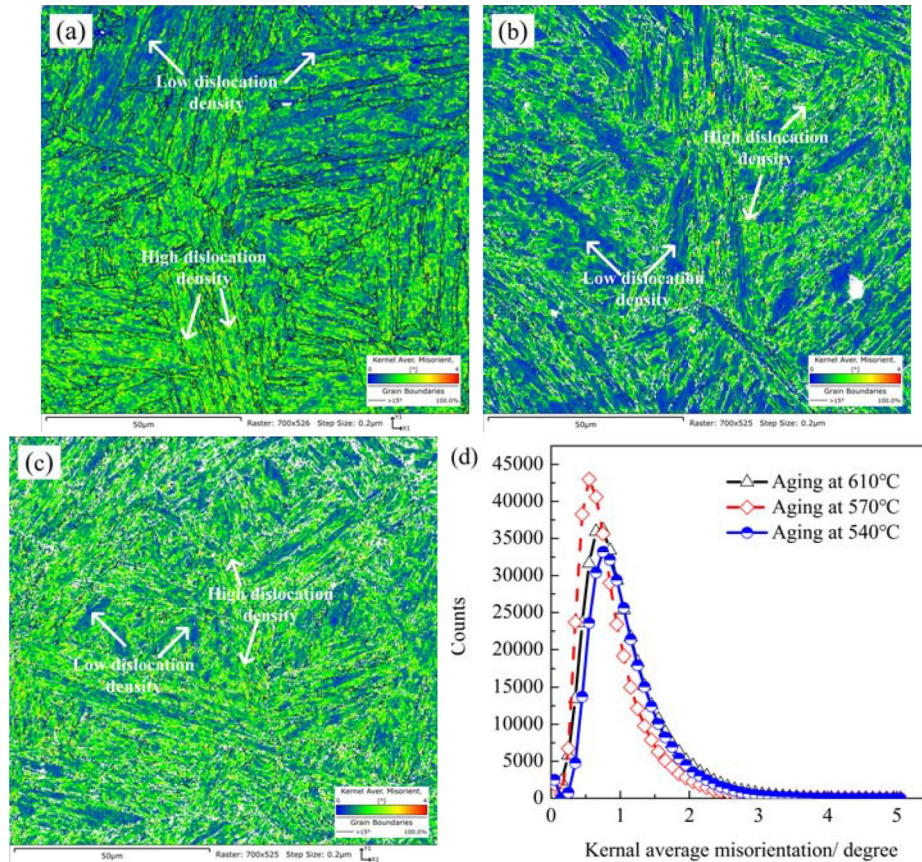 (a)
Low dislocation
density
High dislocation
density
Kernel Aver. Misorient.
0 [°] 4
Grain Boundaries
>15° 100.0%
50µm
Raster: 700x526 Step Size: 0.2µm
Y1
X1
(b)
High dislocation
density
Low dislocation
density
Kernel Aver. Misorient.
0 [°] 4
Grain Boundaries
>15° 100.0%
50µm
Raster: 700x525 Step Size: 0.2µm
(c)
High dislocation
density
Low dislocation
density
Kernel Aver. Misorient.
0 [°] 4
Grain Boundaries
>15° 100.0%
50µm
Raster: 700x525 Step Size: 0.2µm
X1
(d)
Aging at 610℃
Aging at 570℃
Aging at 540℃
45000
40000
35000
30000
25000
20000
15000
10000
5000
0
Counts
0 1 2 3 4 5
Kernal average misorientation/ degree